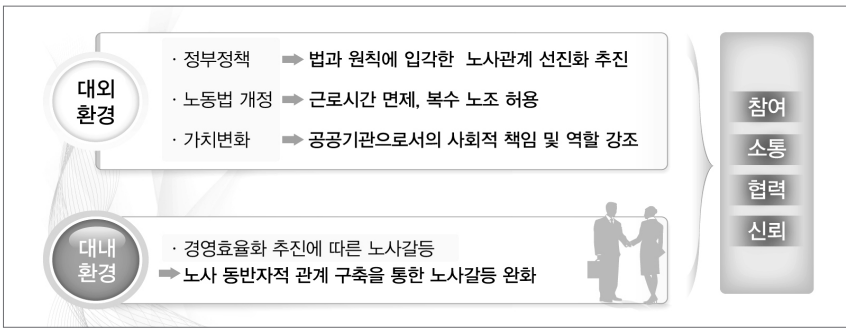 대외
환경
· 정부정책 ➡ 법과 원칙에 입각한 노사관계 선진화 추진
· 노동법 개정 ➡ 근로시간 면제, 복수 노조 허용
· 가치변화 ➡ 공공기관으로서의 사회적 책임 및 역할 강조
대내
환경
· 경영효율화 추진에 따른 노사갈등
➡ 노사 동반자적 관계 구축을 통한 노사갈등 완화
참여
소통
협력
신뢰